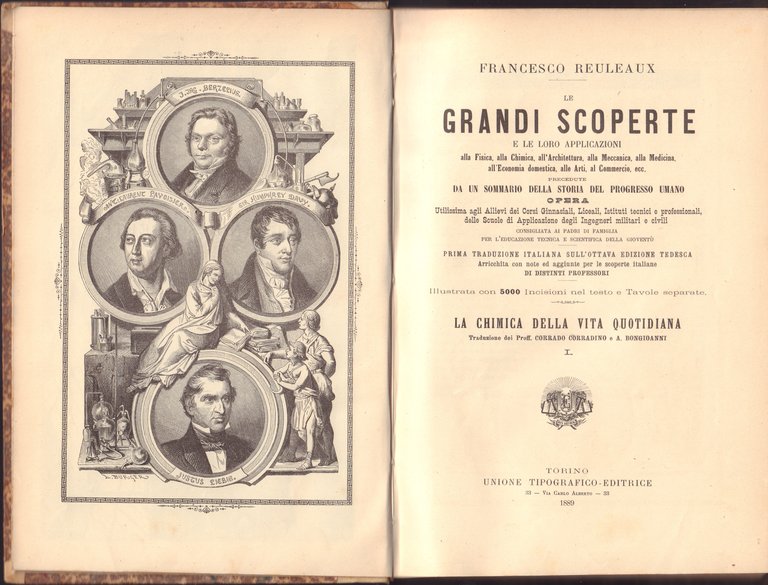 J. JAC. BERZELIUS.
ANT. LAURENT LAVOISIER.
SIR HUMPHREY DAVY.
JUSTUS LIEBIG.
L. BURGER
FRANCESCO REULEAUX
LE
GRANDI SCOPERTE
E LE LORO APPLICAZIONI
alla Fisica, alla Chimica, all'Architettura, alla Meccanica, alla Medicina,
all'Economia domestica, alle Arti, al Commercio, ecc.
PRECEDUTE
DA UN SOMMARIO DELLA STORIA DEL PROGRESSO UMANO
OPERA
Utilissima agli Allievi dei Corsi Ginnasiali, Liceali, Istituti tecnici e professionali,
delle Scuole di Applicazione degli Ingegneri militari e civili
CONSIGLIATA AI PADRI DI FAMIGLIA
PER L'EDUCAZIONE TECNICA E SCIENTIFICA DELLA GIOVENTÙ
PRIMA TRADUZIONE ITALIANA SULL'OTTAVA EDIZIONE TEDESCA
Arricchita con note ed aggiunte per le scoperte italiane
DI DISTINTI PROFESSORI
Illustrata con 5000 Incisioni nel testo e Tavole separate.
LA CHIMICA DELLA VITA QUOTIDIANA
Traduzione dei Proff. CORRADO CORRADINO e A. BONGIOANNI
I.
TORINO
UNIONE TIPOGRAFICO-EDITRICE
33 — Via Carlo Alberto — 33
1889